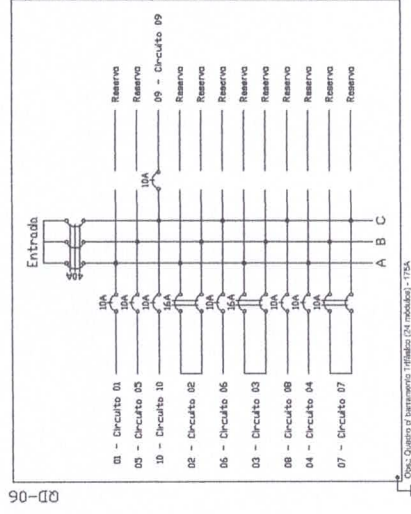 QD-06
Entrada
40A
01 - Circuito 01
10A
Reserva
05 - Circuito 05
10A
Reserva
10 - Circuito 10
10A
10A
09 - Circuito 09
02 - Circuito 02
16A
Reserva
Reserva
06 - Circuito 06
10A
Reserva
03 - Circuito 03
16A
Reserva
Reserva
08 - Circuito 08
10A
Reserva
04 - Circuito 04
10A
Reserva
07 - Circuito 07
10A
Reserva
Reserva
A
B
C
Obs.: Quadro p/ barramento Trifásico (24 módulos) - 175A